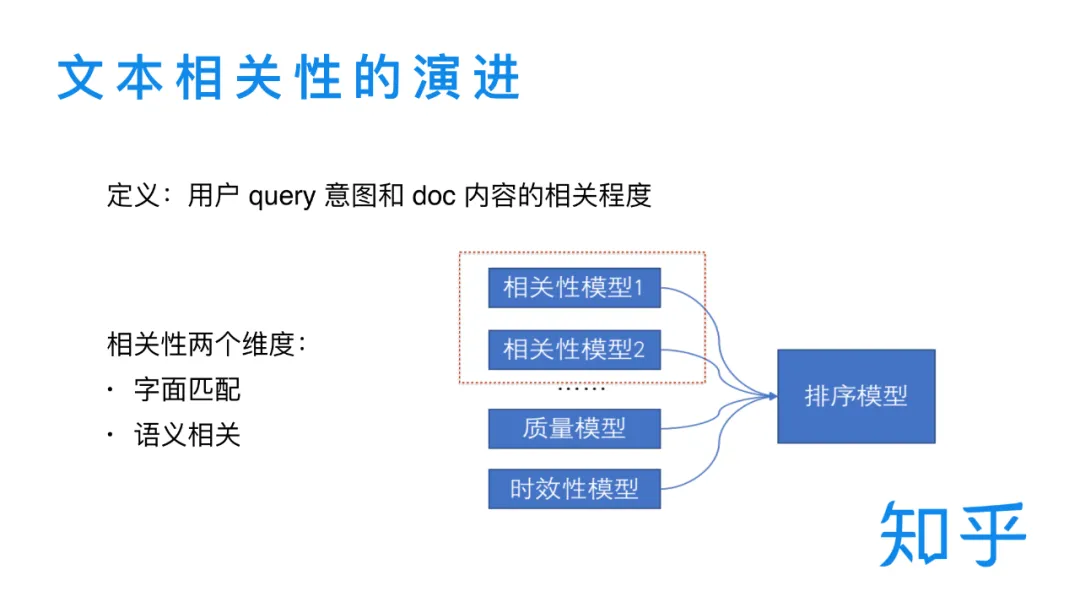 文本相关性的演进
定义：用户 query 意图和 doc 内容的相关程度
相关性两个维度：
· 字面匹配
· 语义相关
相关性模型1
相关性模型2
······
质量模型
时效性模型
排序模型
知乎